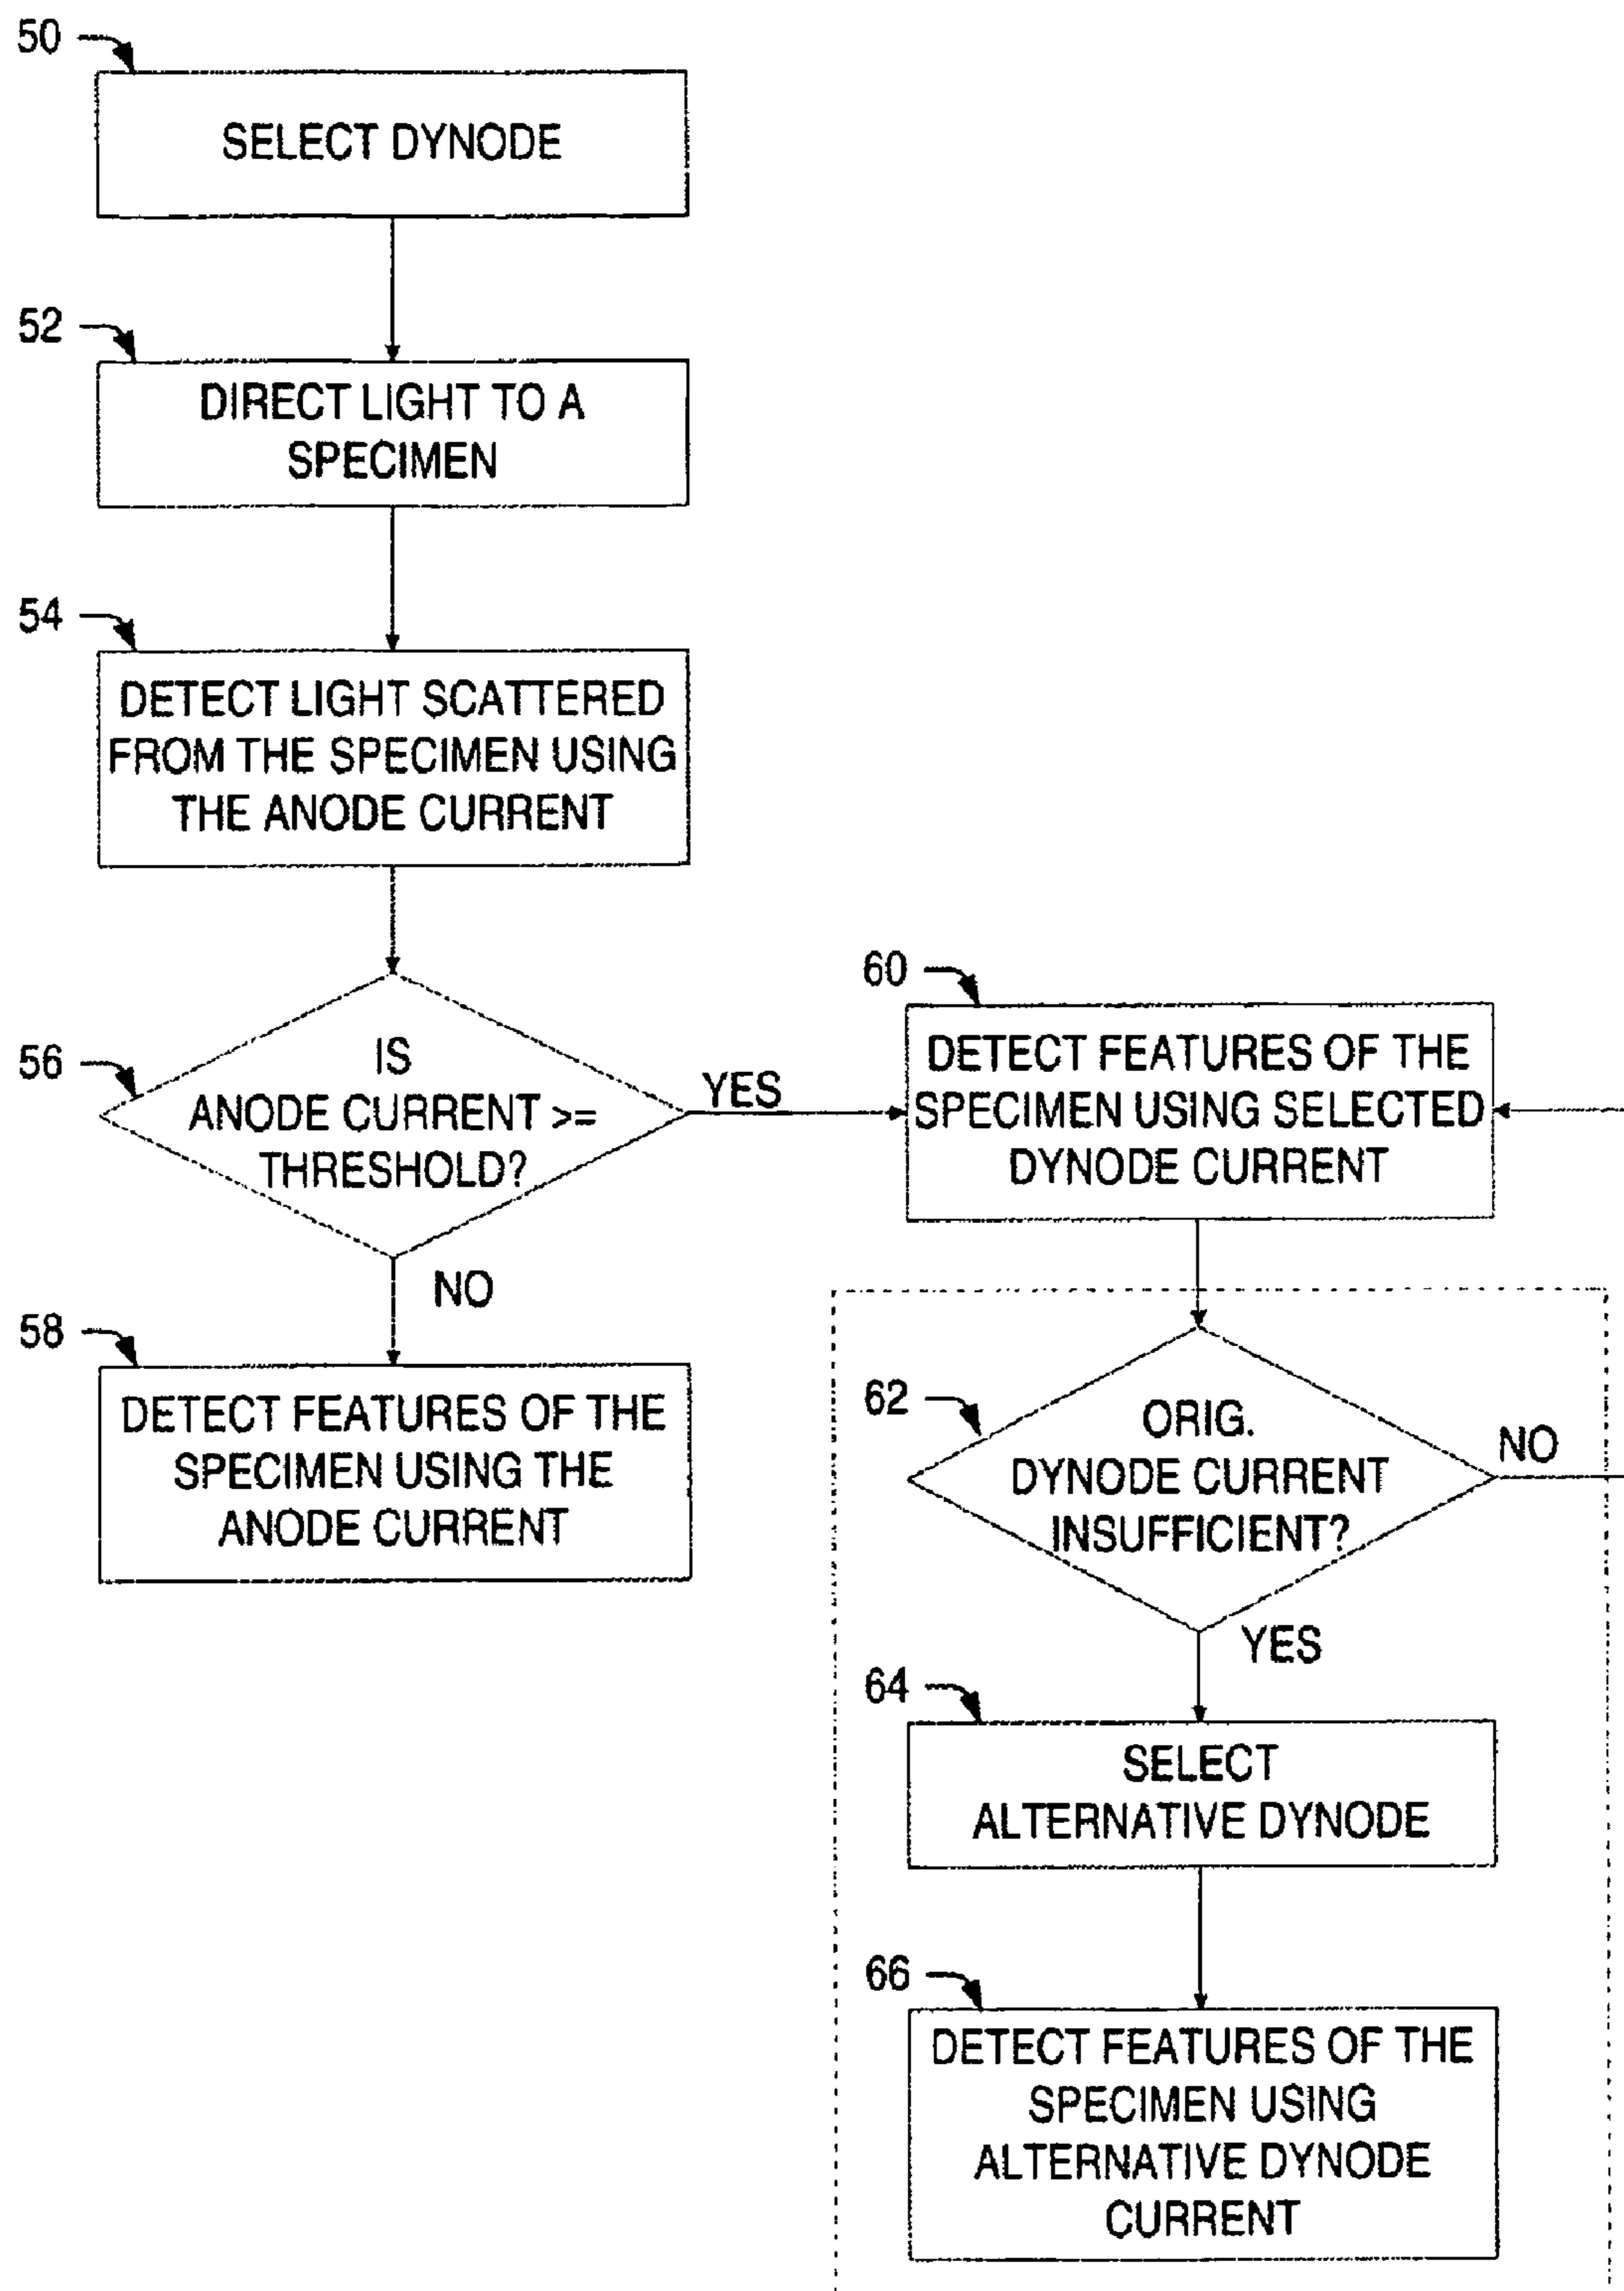 50
SELECT DYNODE
52
DIRECT LIGHT TO A
SPECIMEN
54
DETECT LIGHT SCATTERED
FROM THE SPECIMEN USING
THE ANODE CURRENT
56
IS
ANODE CURRENT >=
THRESHOLD?
YES
NO
58
DETECT FEATURES OF THE
SPECIMEN USING THE
ANODE CURRENT
60
DETECT FEATURES OF THE
SPECIMEN USING SELECTED
DYNODE CURRENT
62
ORIG.
DYNODE CURRENT
INSUFFICIENT?
NO
YES
64
SELECT
ALTERNATIVE DYNODE
66
DETECT FEATURES OF THE
SPECIMEN USING
ALTERNATIVE DYNODE
CURRENT